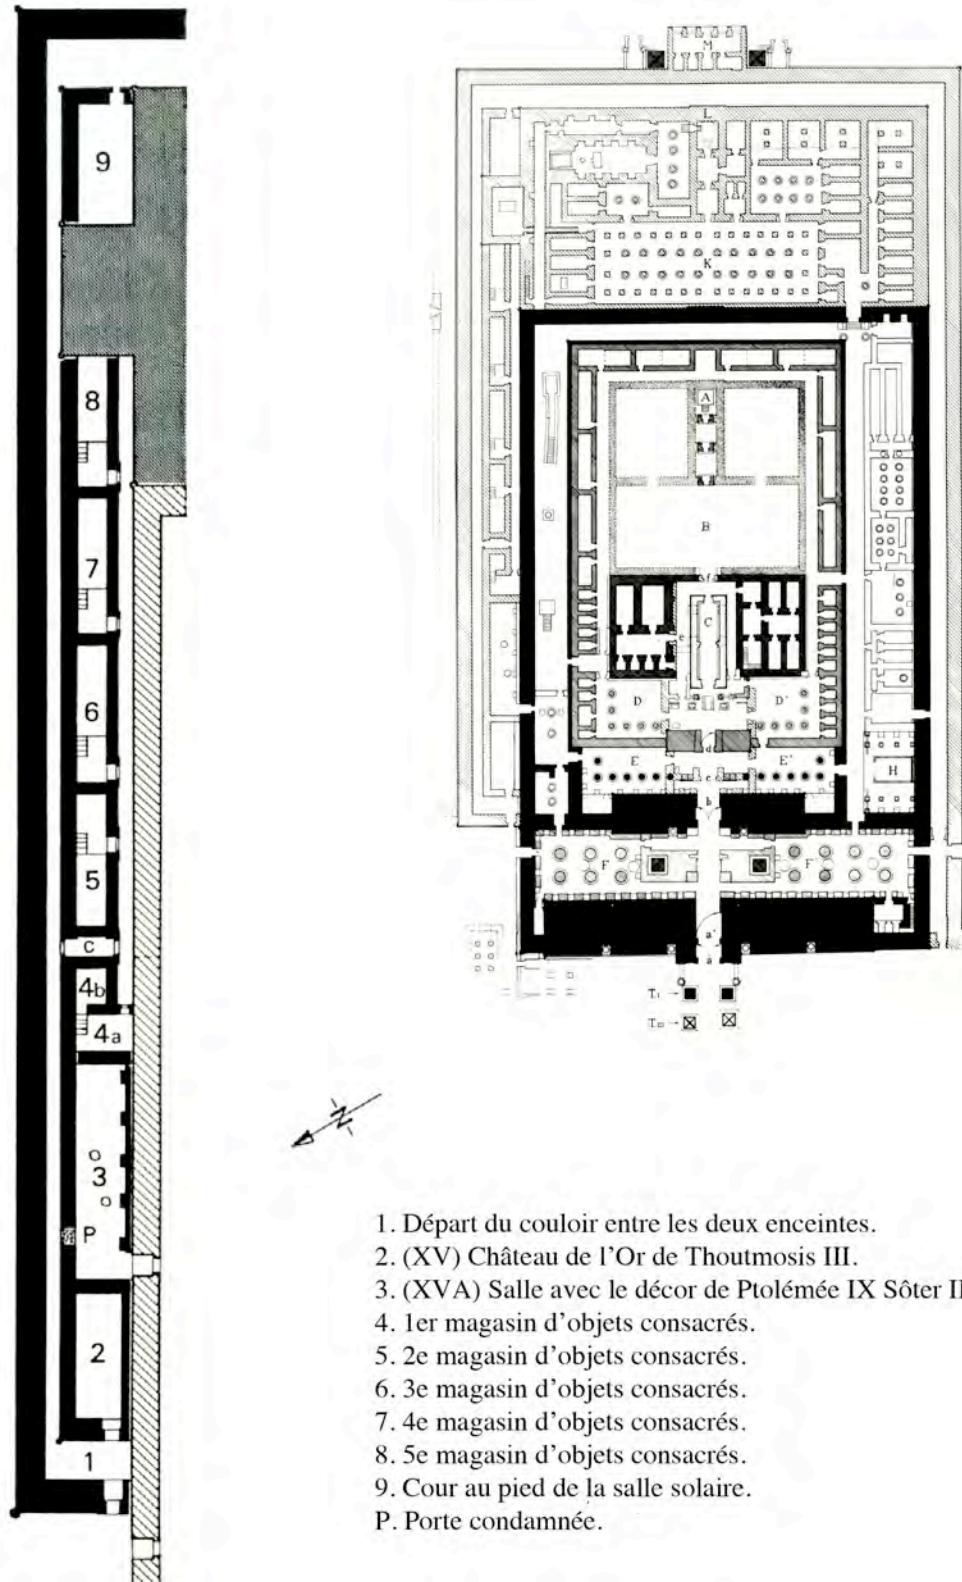 9
8
7
6
5
c
4b
4a
3
P
2
1
M
L
K
A
B
f
C
e
D
D'
d
E
E'
c
H
b
F
F
a'
a
T I →
T III →
N
1. Départ du couloir entre les deux enceintes.
2. (XV) Château de l’Or de Thoutmosis III.
3. (XVA) Salle avec le décor de Ptolémée IX Sôter II
4. 1er magasin d’objets consacrés.
5. 2e magasin d’objets consacrés.
6. 3e magasin d’objets consacrés.
7. 4e magasin d’objets consacrés.
8. 5e magasin d’objets consacrés.
9. Cour au pied de la salle solaire.
P. Porte condamnée.